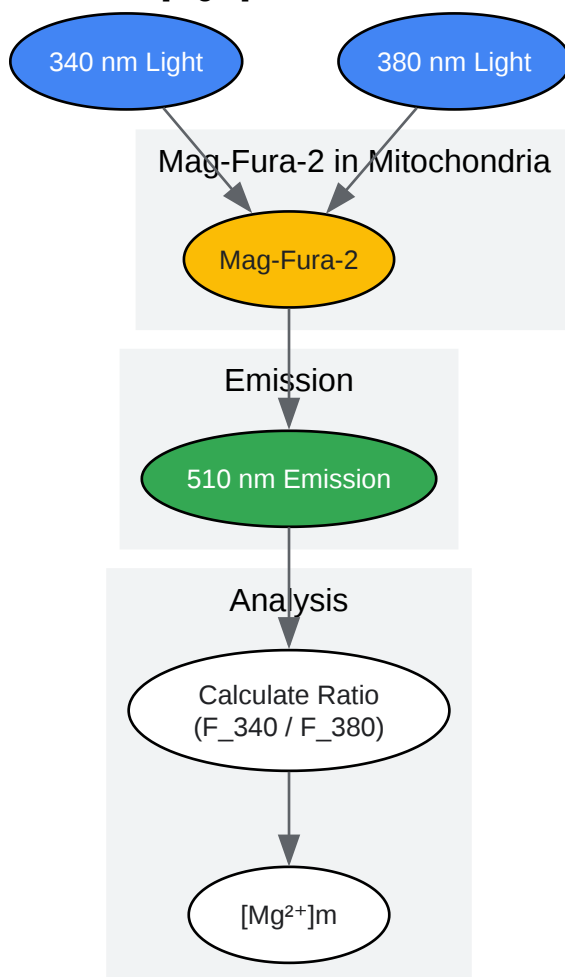 340 nm Light
380 nm Light
Mag-Fura-2 in Mitochondria
Mag-Fura-2
Emission
510 nm Emission
Analysis
Calculate Ratio
(F_340 / F_380)
[Mg²⁺]m